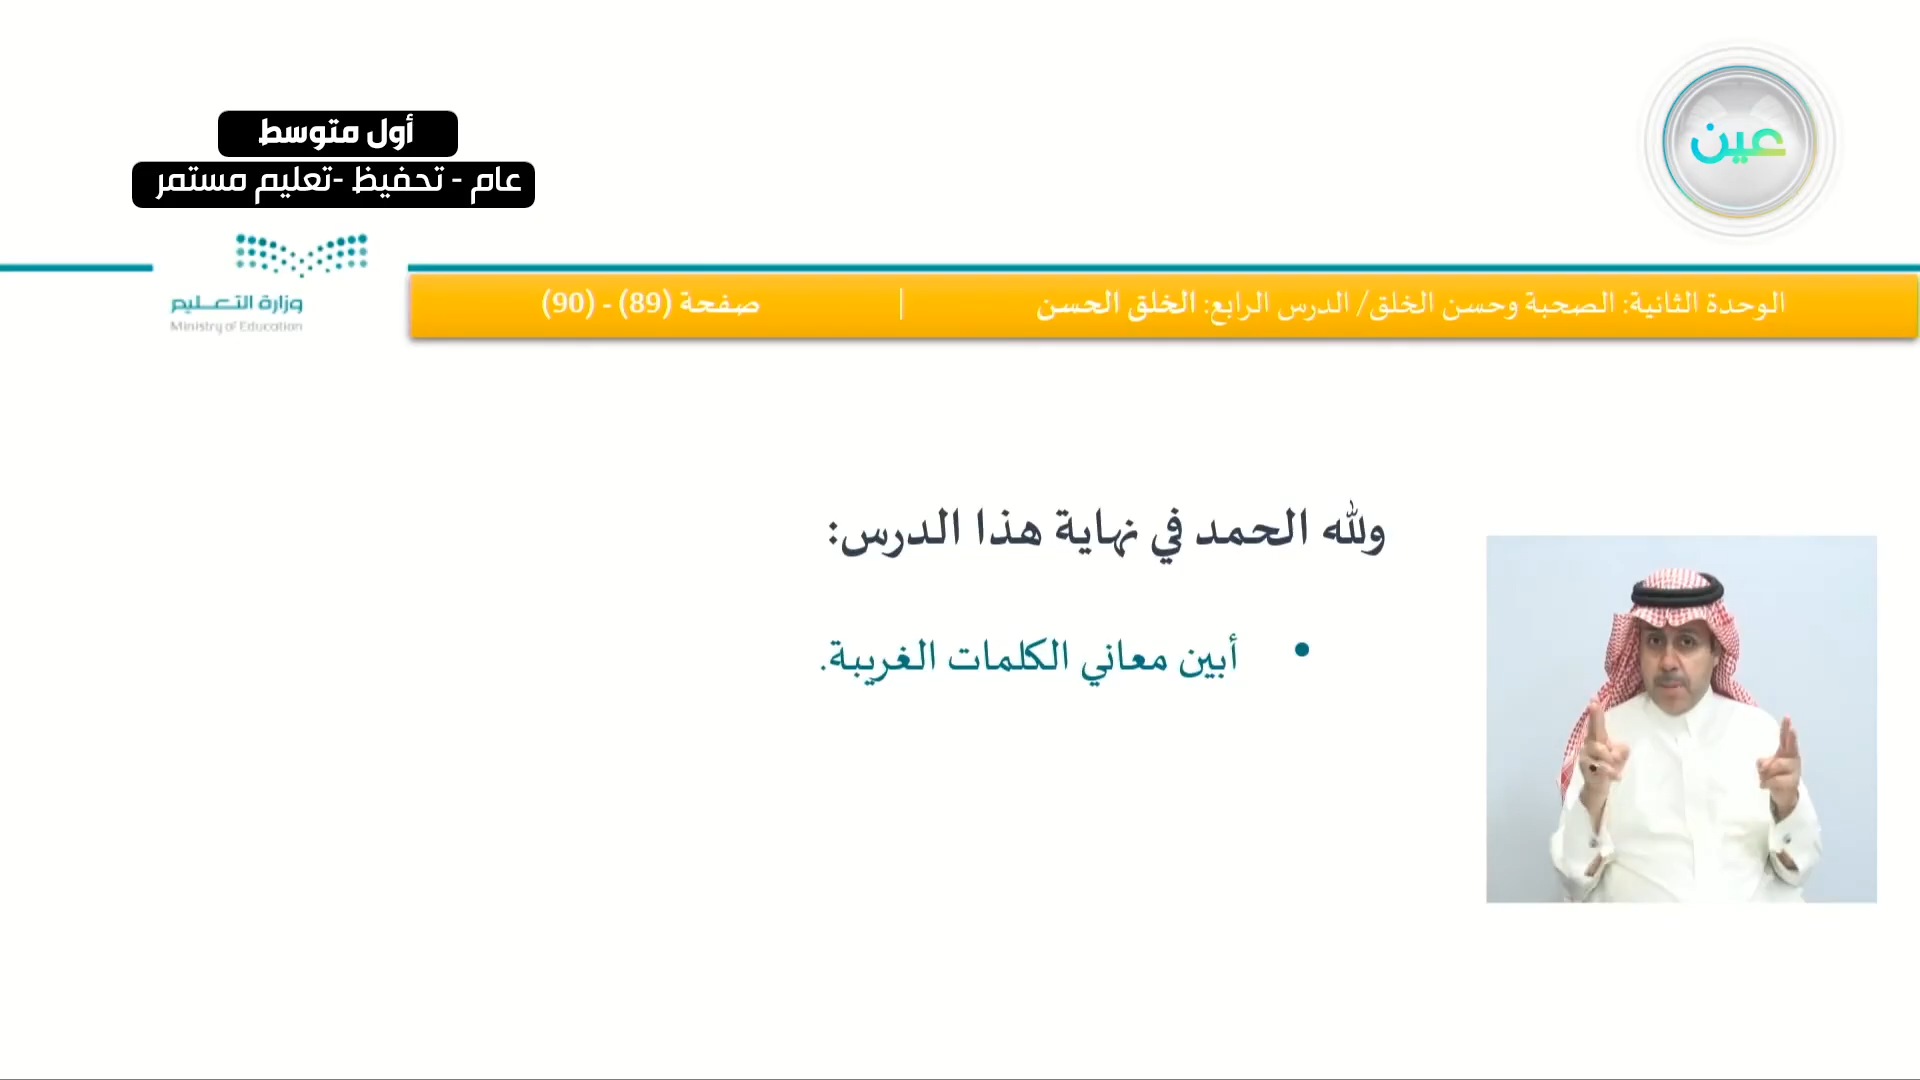 عين
أول متوسط
عام - تحفيظ -تعليم مستمر
وزارة التعـــليم
Ministry of Education
الوحدة الثانية: الصحبة وحسن الخلق/ الدرس الرابع: الخلق الحسن | صفحة (89) - (90)
ولله الحمد في نهاية هذا الدرس:
• أبين معاني الكلمات الغريبة.